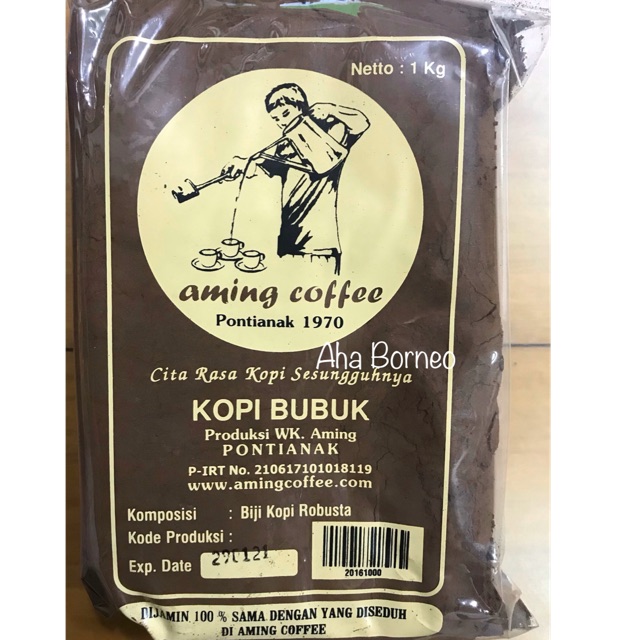 Netto : 1 Kg
aming coffee
Pontianak 1970
Aha Borneo
Cita Rasa Kopi Sesungguhnya
KOPI BUBUK
Produksi WK. Aming
PONTIANAK
P-IRT No. 210617101018119
www.amingcoffee.com
Komposisi : Biji Kopi Robusta
Kode Produksi :
Exp. Date
20161000
DIJAMIN 100 % SAMA DENGAN YANG DISEDUH
DI AMING COFFEE